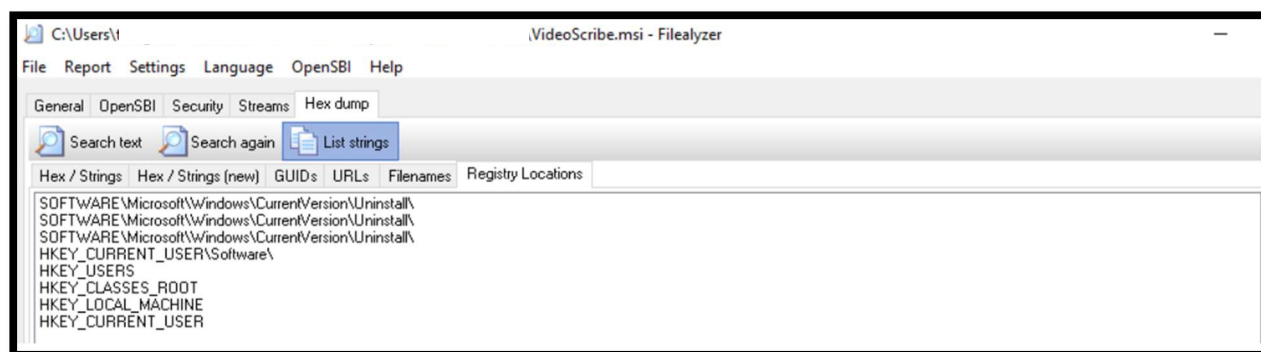 C:\Users\t \VideoScribe.msi - Filealyzer
File Report Settings Language OpenSBI Help
General OpenSBI Security Streams Hex dump
Search text Search again List strings
Hex / Strings Hex / Strings (new) GUIDs URLs Filenames Registry Locations
SOFTWARE\Microsoft\Windows\CurrentVersion\Uninstall\
SOFTWARE\Microsoft\Windows\CurrentVersion\Uninstall\
SOFTWARE\Microsoft\Windows\CurrentVersion\Uninstall\
HKEY_CURRENT_USER\Software\
HKEY_USERS
HKEY_CLASSES_ROOT
HKEY_LOCAL_MACHINE
HKEY_CURRENT_USER